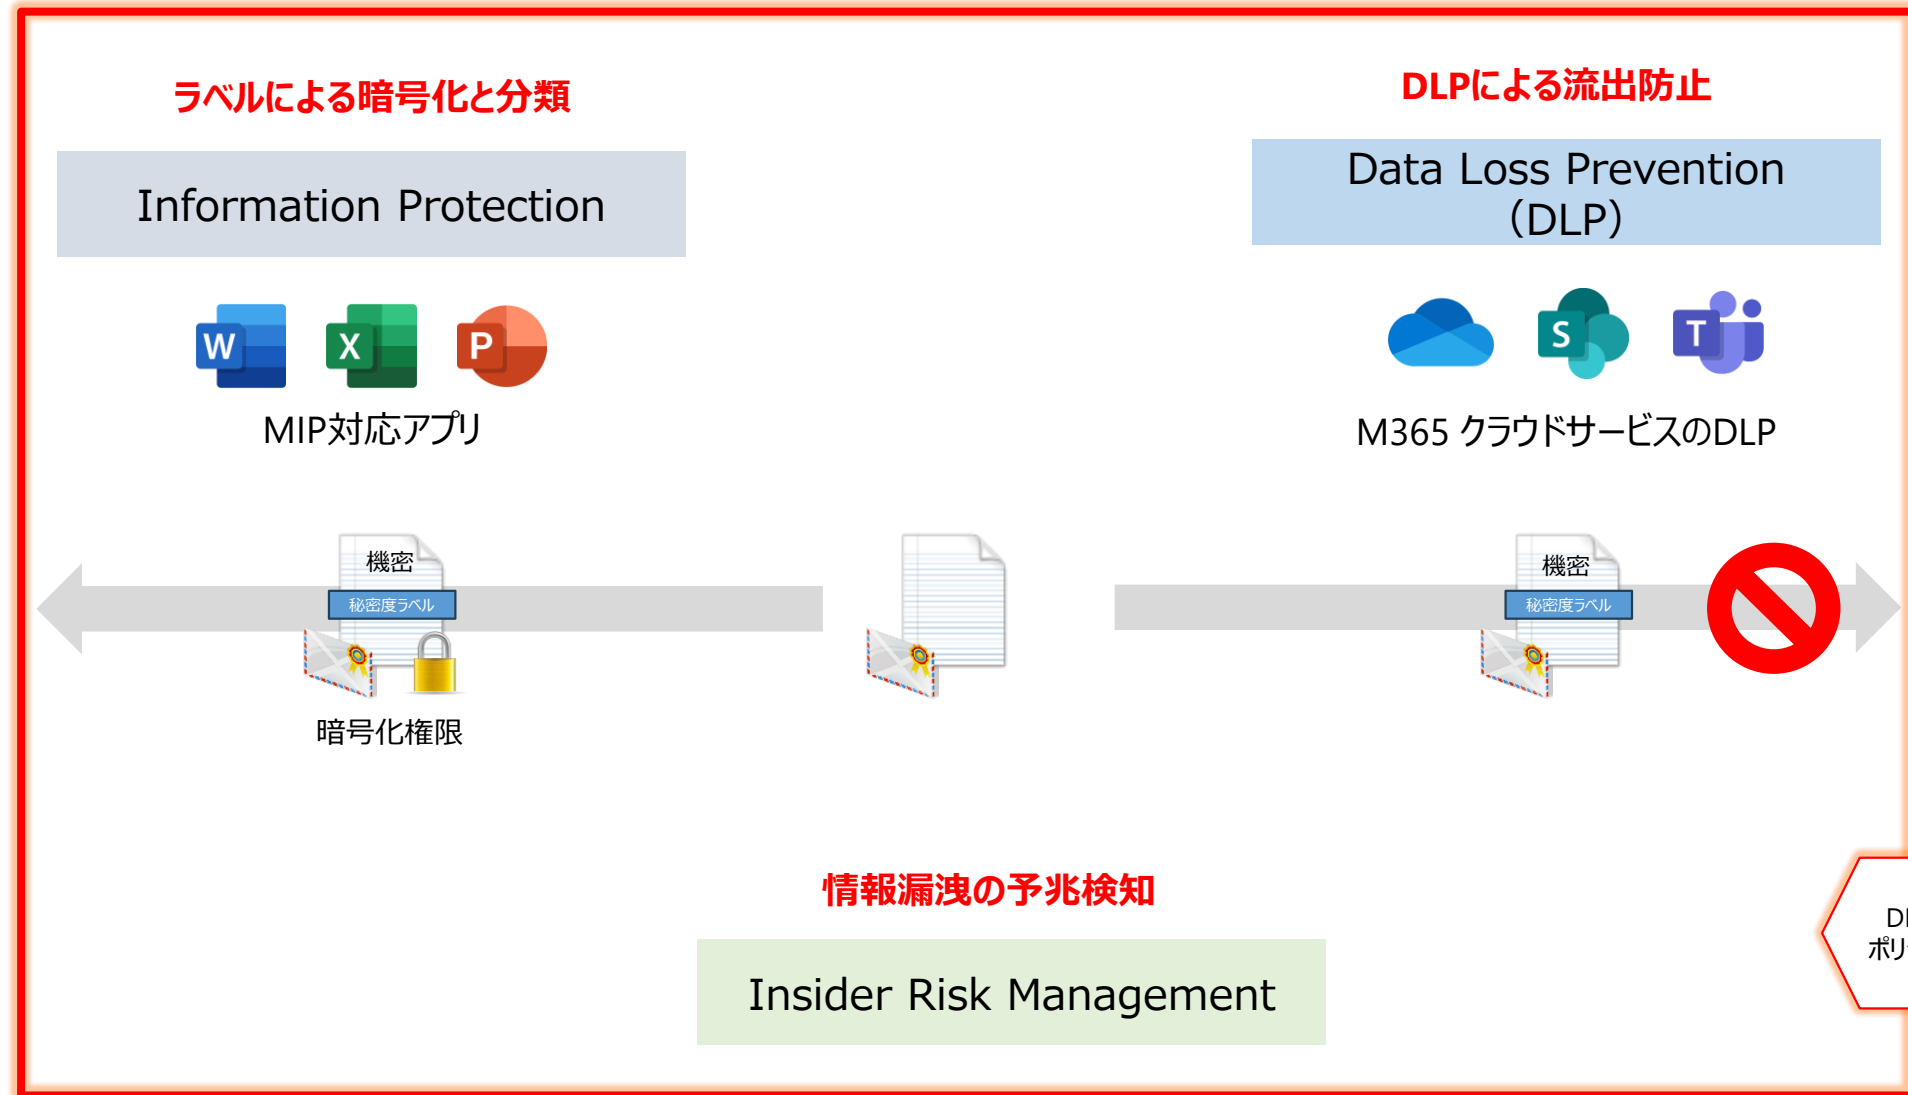 ラベルによる暗号化と分類
Information Protection
W X P
MIP対応アプリ
機密
秘密度ラベル
暗号化権限
DLPによる流出防止
Data Loss Prevention
（DLP）
S T
M365 クラウドサービスのDLP
機密
秘密度ラベル
情報漏洩の予兆検知
Insider Risk Management